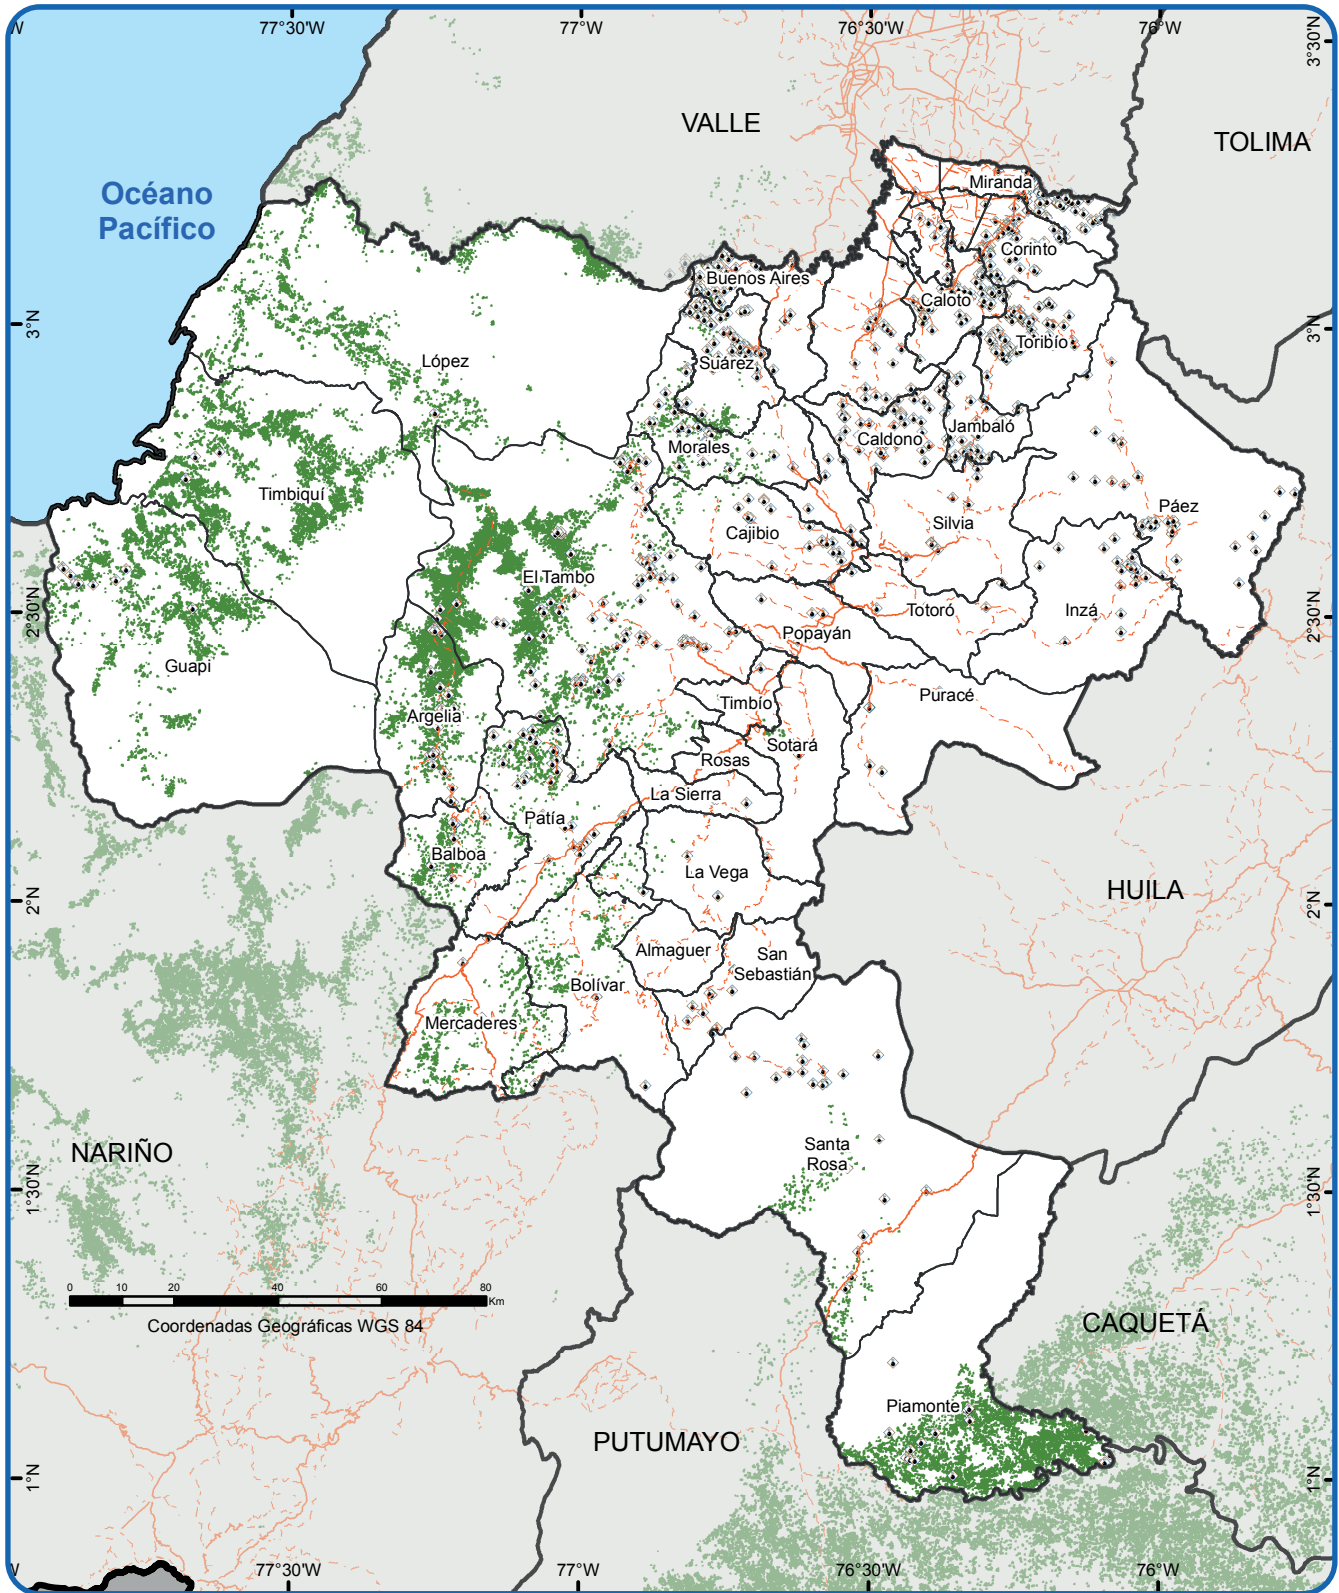 W
77°30'W
77°W
76°30'W
76°W
3°30'N
VALLE
TOLIMA
Océano
Pacífico
Miranda
Corinto
Buenos Aires
Caloto
3°N
3°N
Toribío
López
Suárez
Jambaló
Caldono
Morales
Timbiquí
Páez
Silvia
Cajibio
El Tambo
2°30'N
2°30'N
Totoró
Inzá
Popayán
Guapi
Puracé
Timbío
Argelia
Sotará
Rosas
La Sierra
Patía
Balboa
La Vega
HUILA
2°N
2°N
Almaguer
San
Sebastián
Bolívar
Mercaderes
NARIÑO
Santa
Rosa
1°30'N
1°30'N
0 10 20 40 60 80
Km
Coordenadas Geográficas WGS 84
CAQUETÁ
Piamonte
PUTUMAYO
1°N
1°N
W
77°30'W
77°W
76°30'W
76°W